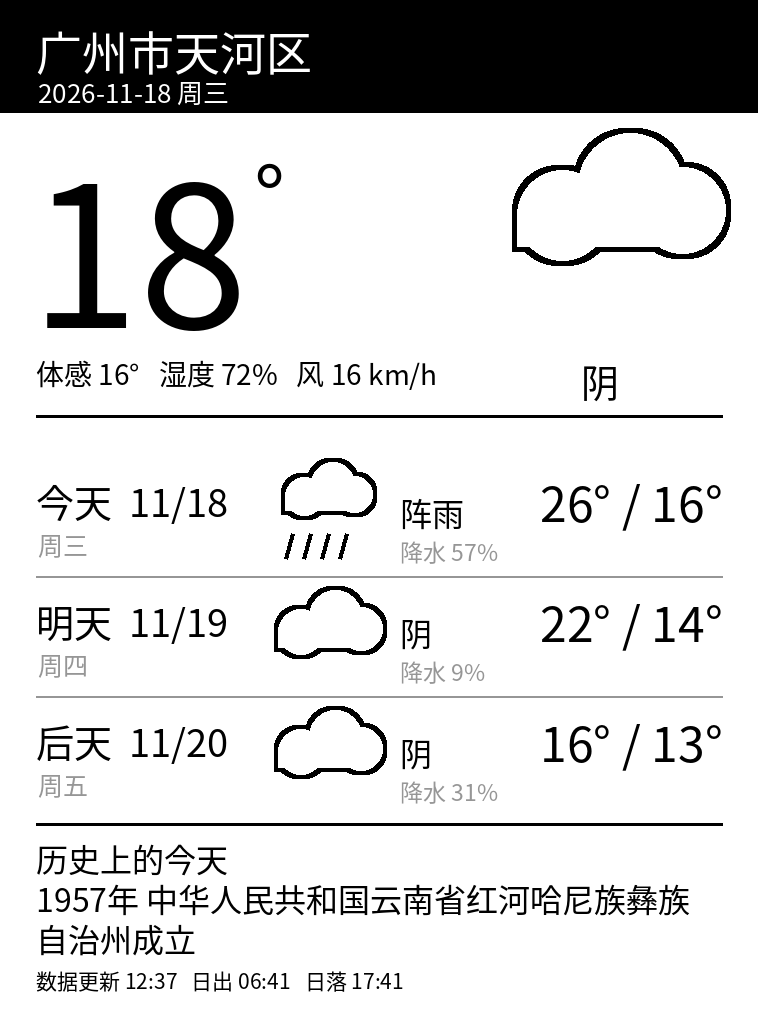 广州市天河区
2026-11-18 周三
18°
体感 16° 湿度 72% 风 16 km/h
阴
今天 11/18
周三
阵雨
降水 57%
26° / 16°
明天 11/19
周四
阴
降水 9%
22° / 14°
后天 11/20
周五
阴
降水 31%
16° / 13°
历史上的今天
1957年 中华人民共和国云南省红河哈尼族彝族
自治州成立
数据更新 12:37 日出 06:41 日落 17:41